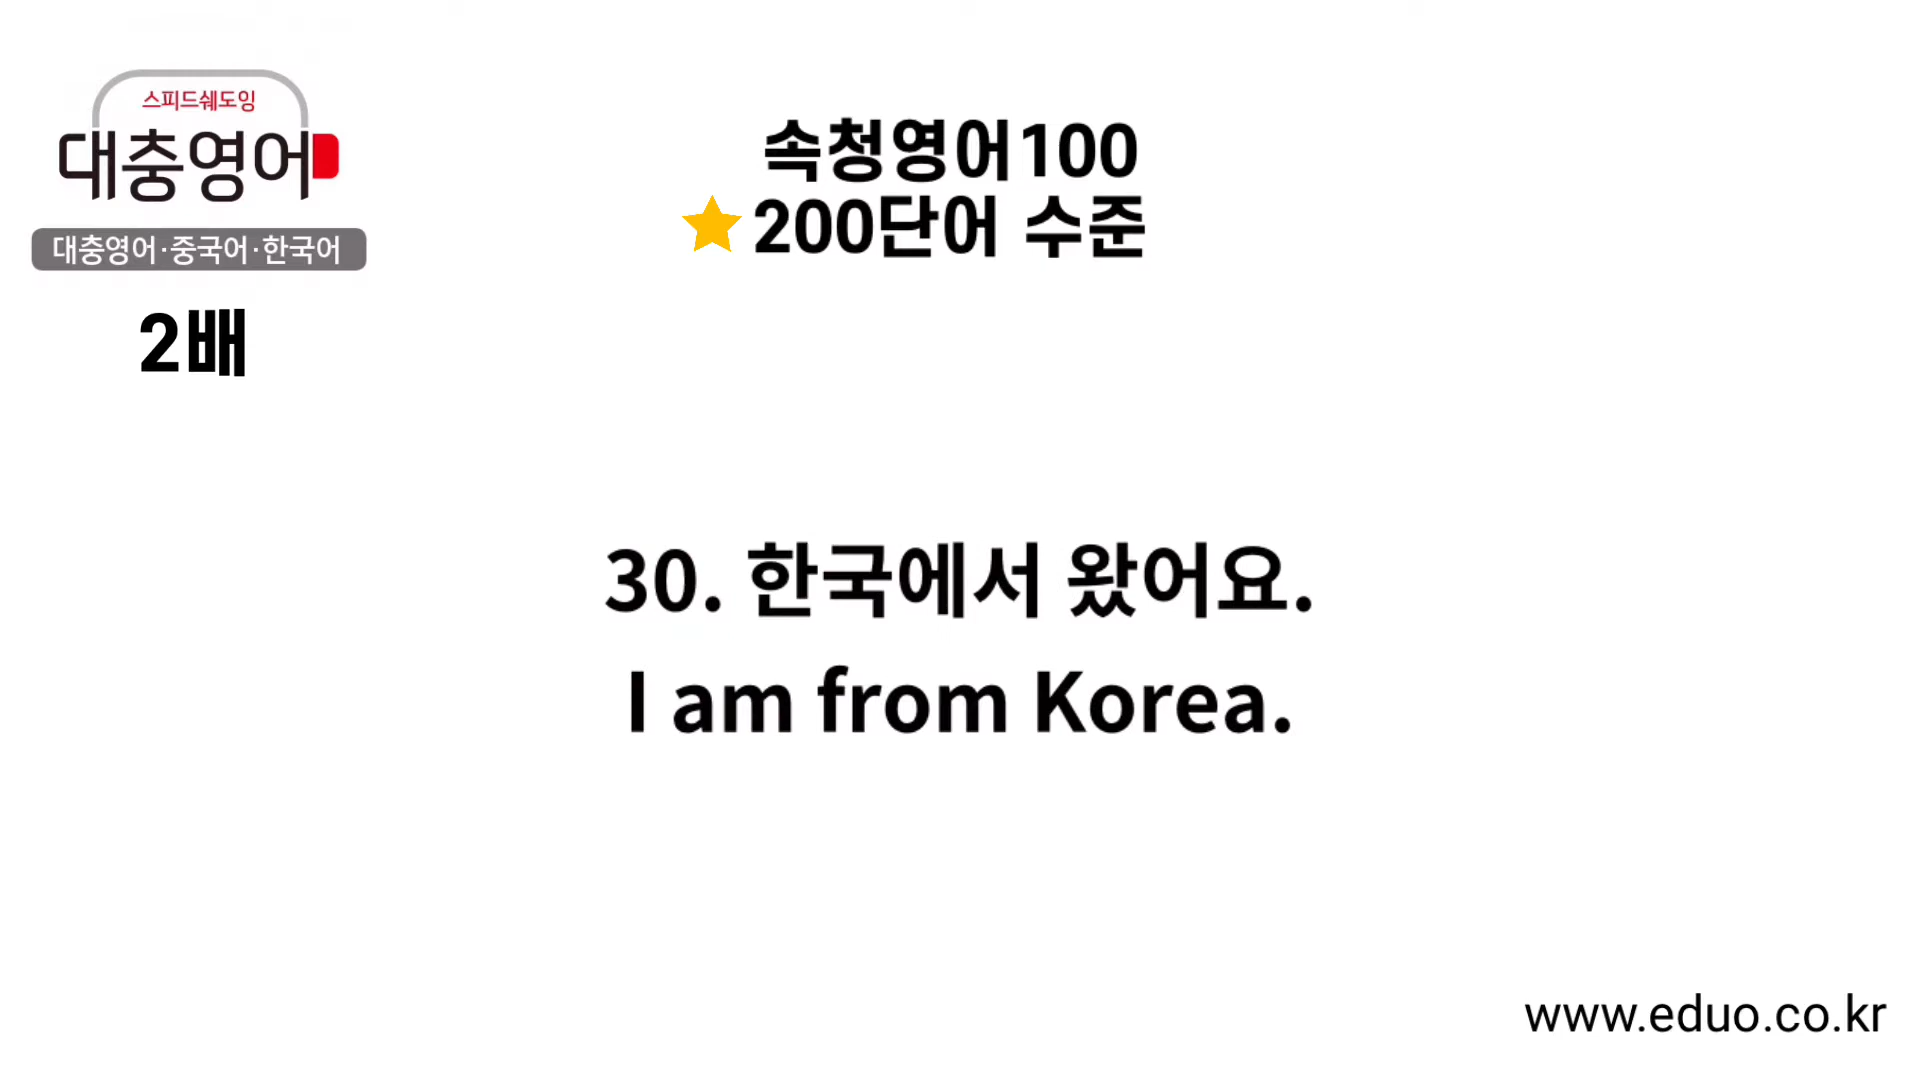 스피드쉐도잉
대충영어
대충영어·중국어·한국어
2배
속청영어100
200단어 수준
30. 한국에서 왔어요.
I am from Korea.
www.eduo.co.kr